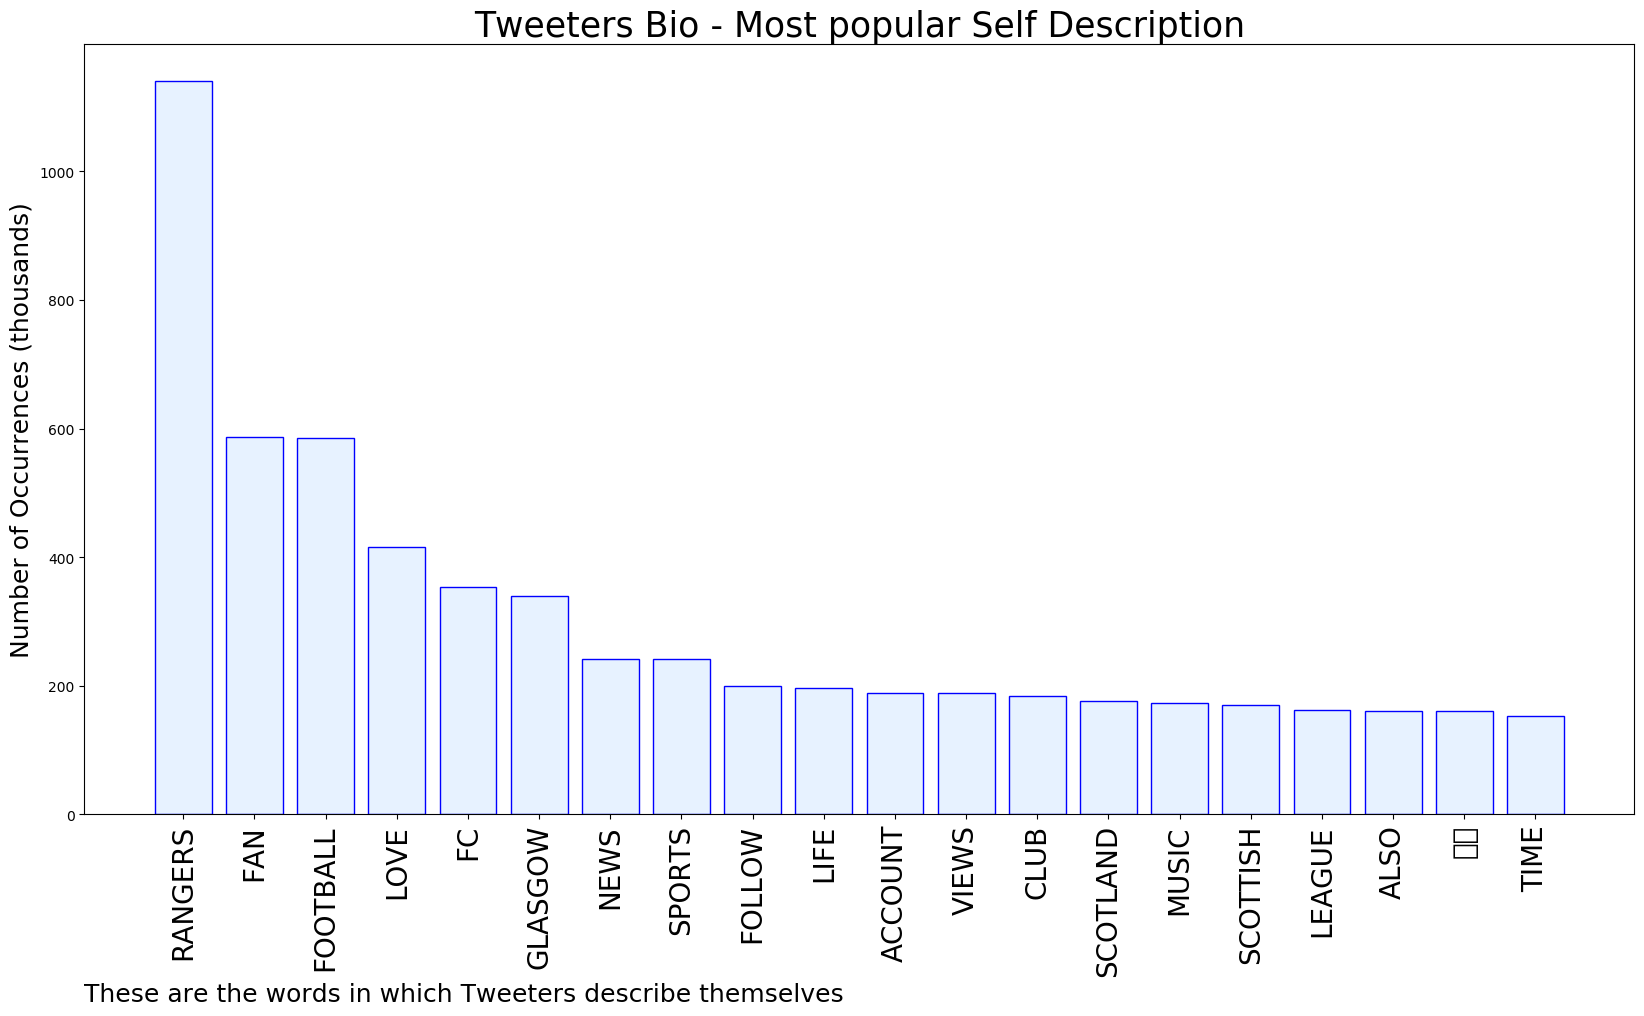 Tweeters Bio - Most popular Self Description
Number of Occurrences (thousands)
1000
800
600
400
200
0
RANGERS
FAN
FOOTBALL
LOVE
FC
GLASGOW
NEWS
SPORTS
FOLLOW
LIFE
ACCOUNT
VIEWS
CLUB
SCOTLAND
MUSIC
SCOTTISH
LEAGUE
ALSO
TIME
These are the words in which Tweeters describe themselves